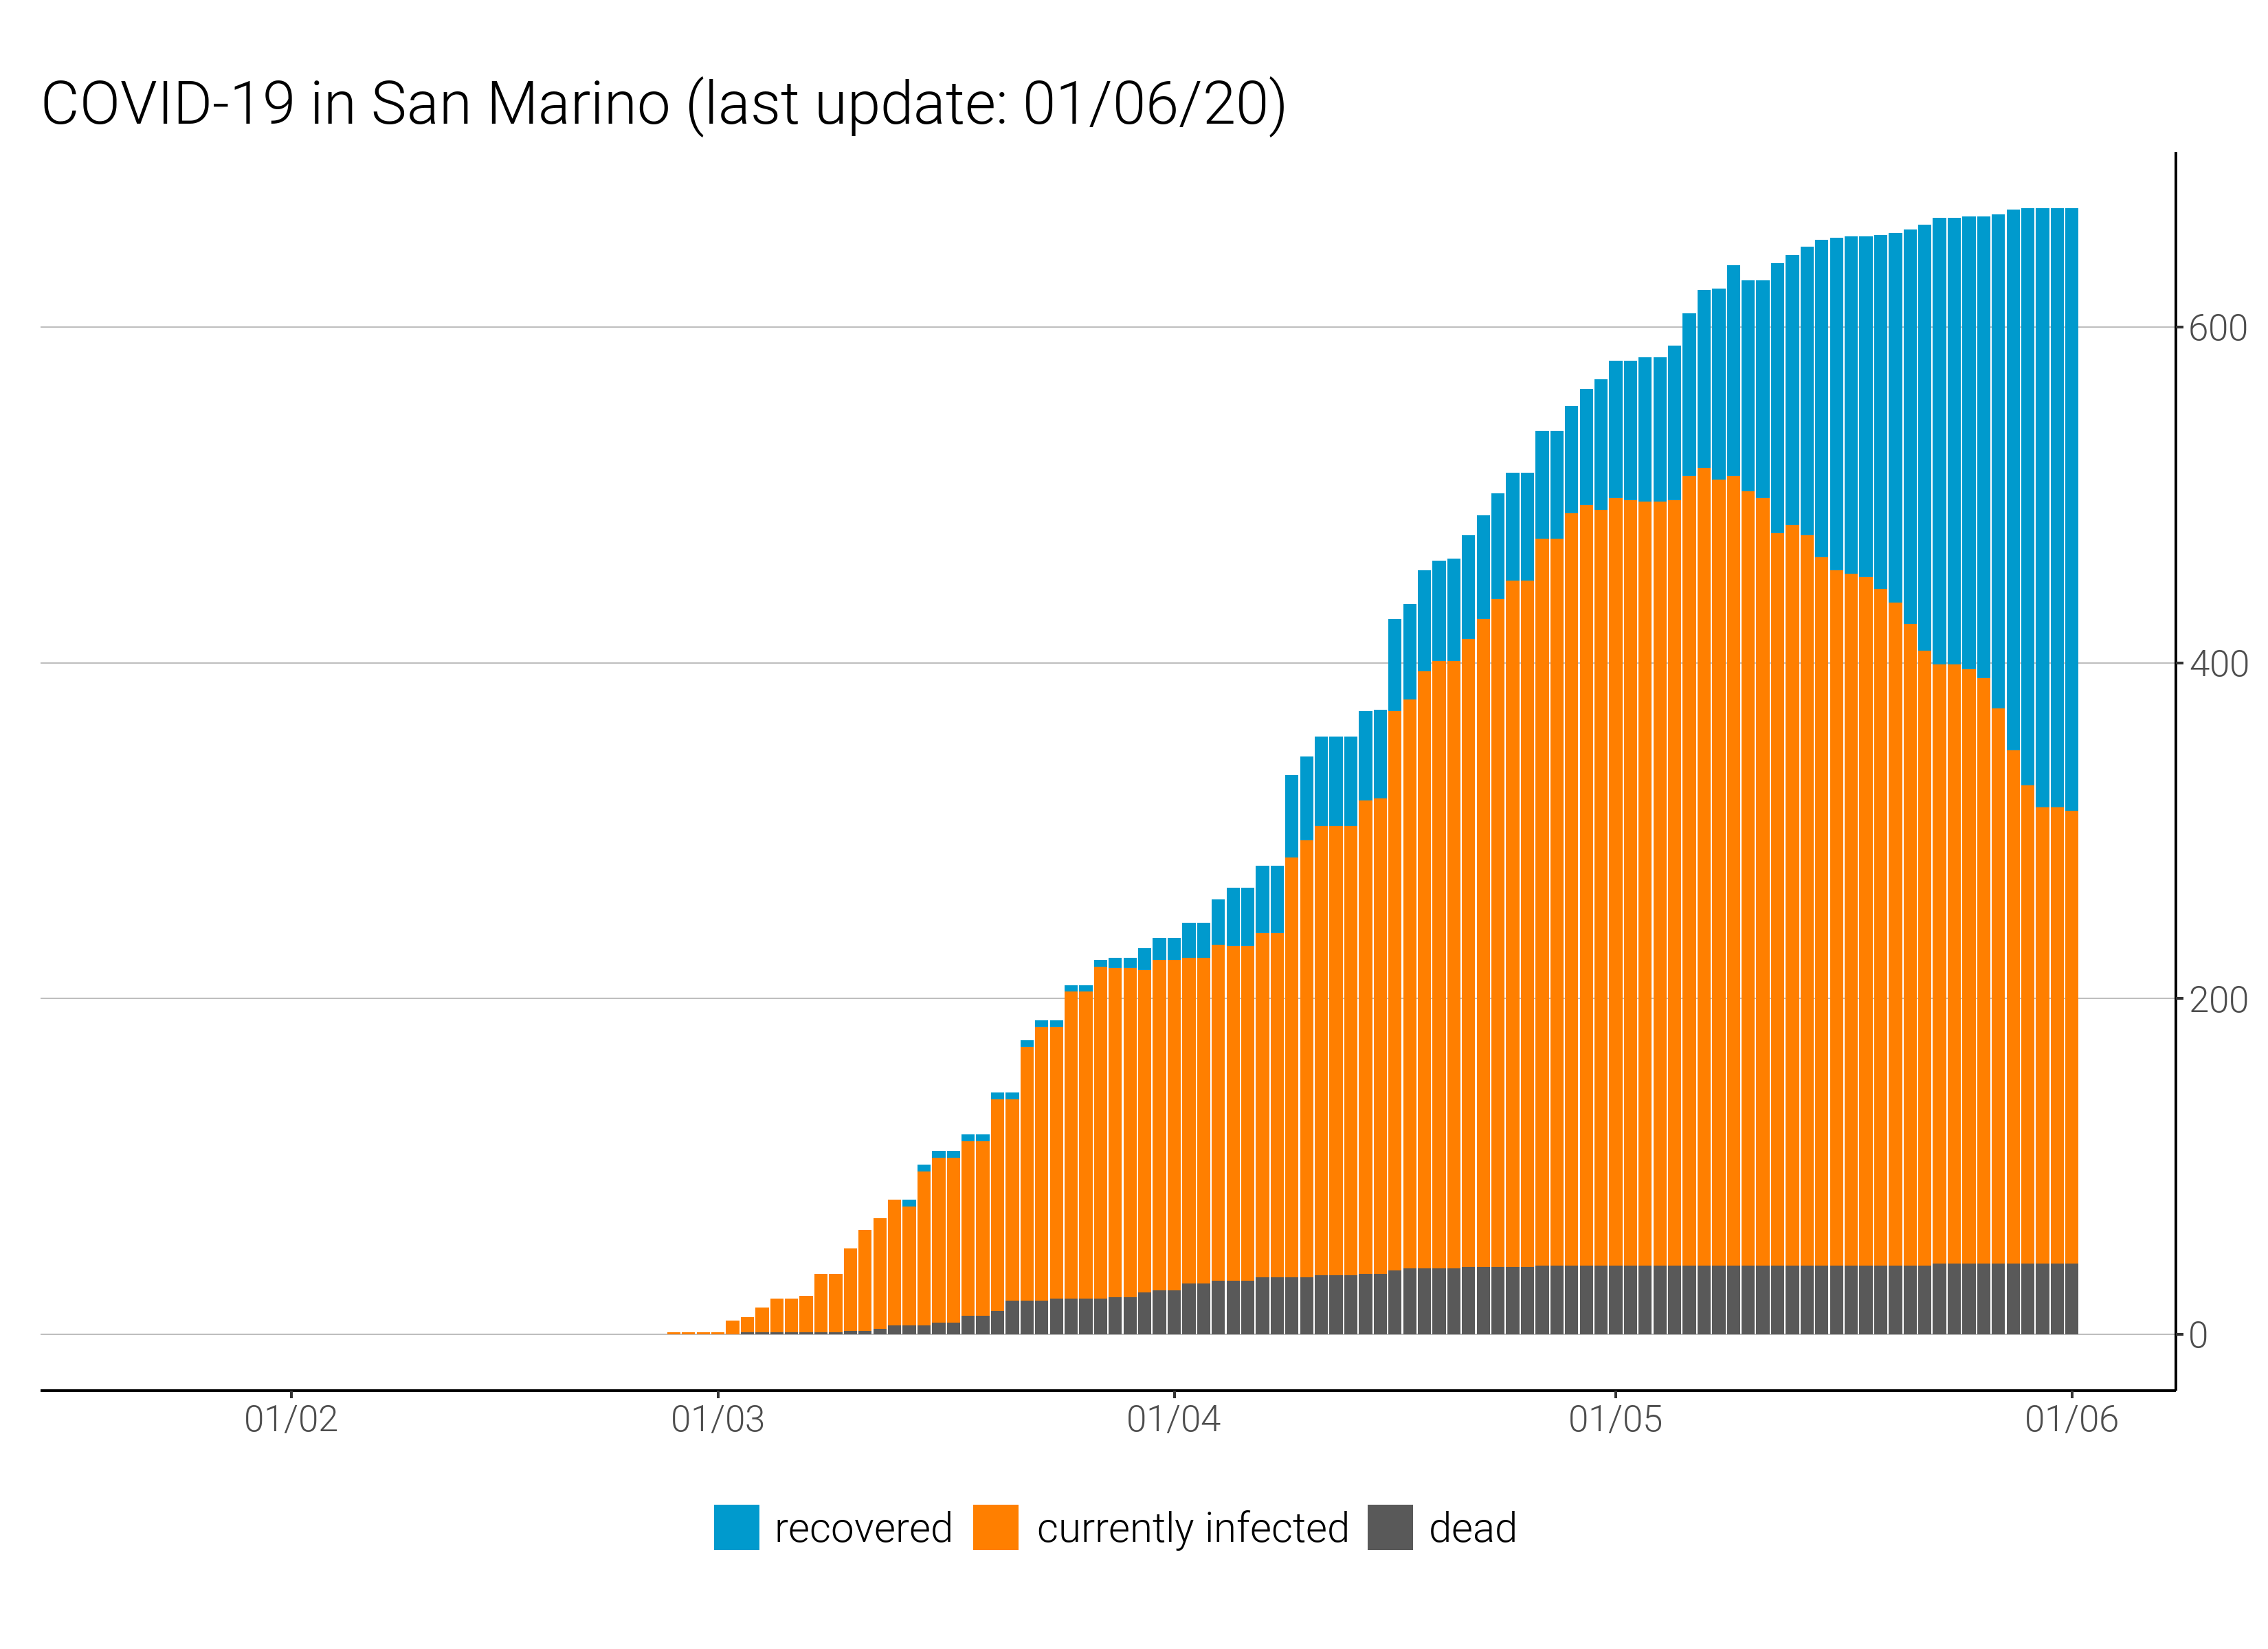 COVID-19 in San Marino (last update: 01/06/20)
600
400
200
0
01/02 01/03 01/04 01/05 01/06
recovered currently infected dead